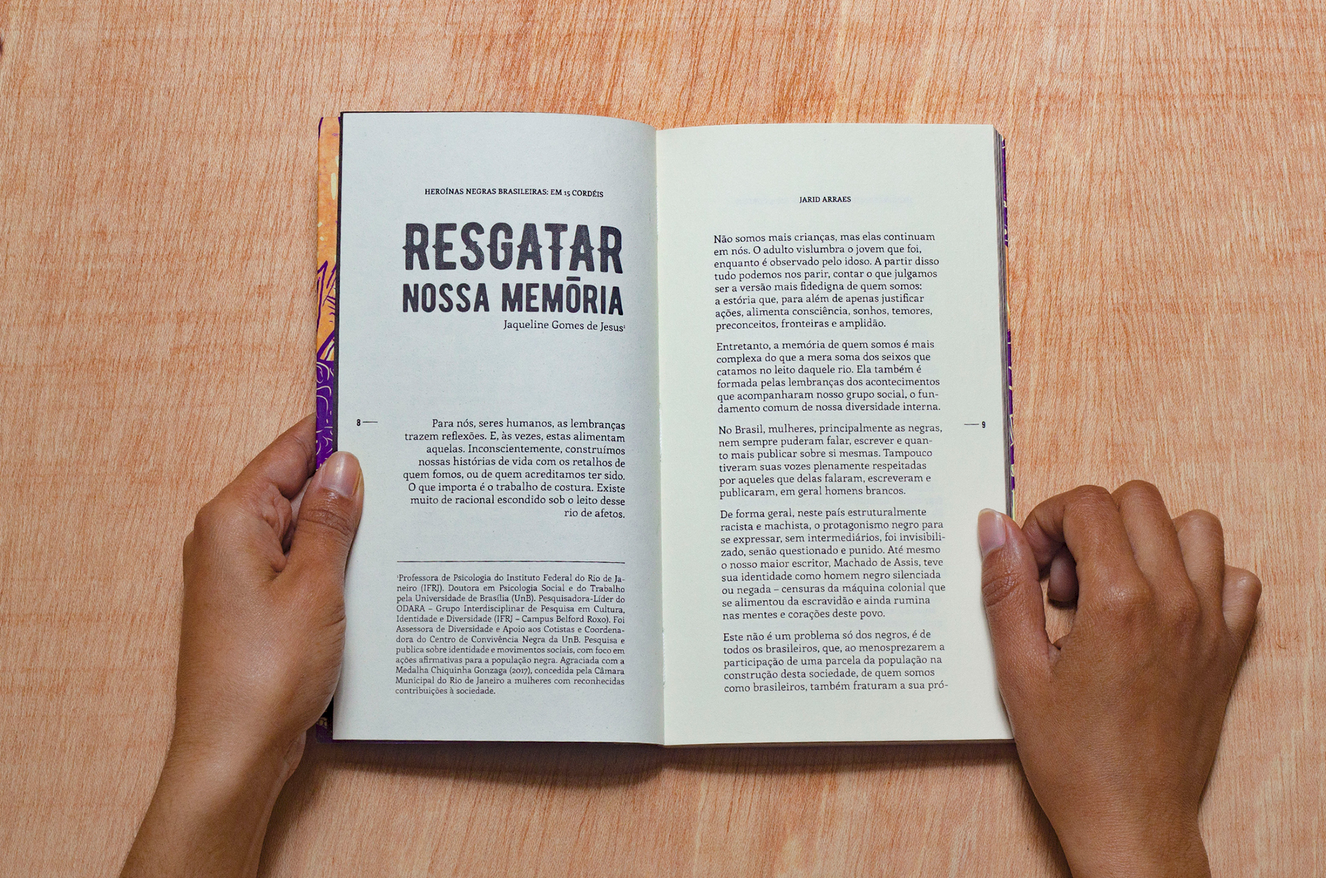 HEROÍNAS NEGRAS BRASILEIRAS: EM 15 CORDÉIS
RESGATAR
NOSSA MEMŌRIA
Jaqueline Gomes de Jesus¹
8
Para nós, seres humanos, as lembranças
trazem reflexões. E, às vezes, estas alimentam
aquelas. Inconscientemente, construímos
nossas histórias de vida com os retalhos de
quem fomos, ou de quem acreditamos ter sido.
O que importa é o trabalho de costura. Existe
muito de racional escondido sob o leito desse
rio de afetos.
¹Professora de Psicologia do Instituto Federal do Rio de Ja-
neiro (IFRJ). Doutora em Psicologia Social e do Trabalho
pela Universidade de Brasília (UnB). Pesquisadora-Líder do
ODARA – Grupo Interdisciplinar de Pesquisa em Cultura,
Identidade e Diversidade (IFRJ – Campus Belford Roxo). Foi
Assessora de Diversidade e Apoio aos Cotistas e Coordena-
dora do Centro de Convivência Negra da UnB. Pesquisa e
publica sobre identidade e movimentos sociais, com foco em
ações afirmativas para a população negra. Agraciada com a
Medalha Chiquinha Gonzaga (2017), concedida pela Câmara
Municipal do Rio de Janeiro a mulheres com reconhecidas
contribuições à sociedade.
JARID ARRAES
Não somos mais crianças, mas elas continuam
em nós. O adulto vislumbra o jovem que foi,
enquanto é observado pelo idoso. A partir disso
tudo podemos nos parir, contar o que julgamos
ser a versão mais fidedigna de quem somos:
a estória que, para além de apenas justificar
ações, alimenta consciência, sonhos, temores,
preconceitos, fronteiras e amplidão.
Entretanto, a memória de quem somos é mais
complexa do que a mera soma dos seixos que
catamos no leito daquele rio. Ela também é
formada pelas lembranças dos acontecimentos
que acompanharam nosso grupo social, o fun-
damento comum de nossa diversidade interna.
No Brasil, mulheres, principalmente as negras,
nem sempre puderam falar, escrever e quan-
to mais publicar sobre si mesmas. Tampouco
tiveram suas vozes plenamente respeitadas
por aqueles que delas falaram, escreveram e
publicaram, em geral homens brancos.
De forma geral, neste país estruturalmente
racista e machista, o protagonismo negro para
se expressar, sem intermediários, foi invisibili-
zado, senão questionado e punido. Até mesmo
o nosso maior escritor, Machado de Assis, teve
sua identidade como homem negro silenciada
ou negada – censuras da máquina colonial que
se alimentou da escravidão e ainda rumina
nas mentes e corações deste povo.
Este não é um problema só dos negros, é de
todos os brasileiros, que, ao menosprezarem a
participação de uma parcela da população na
construção desta sociedade, de quem somos
como brasileiros, também fraturam a sua pró-
9